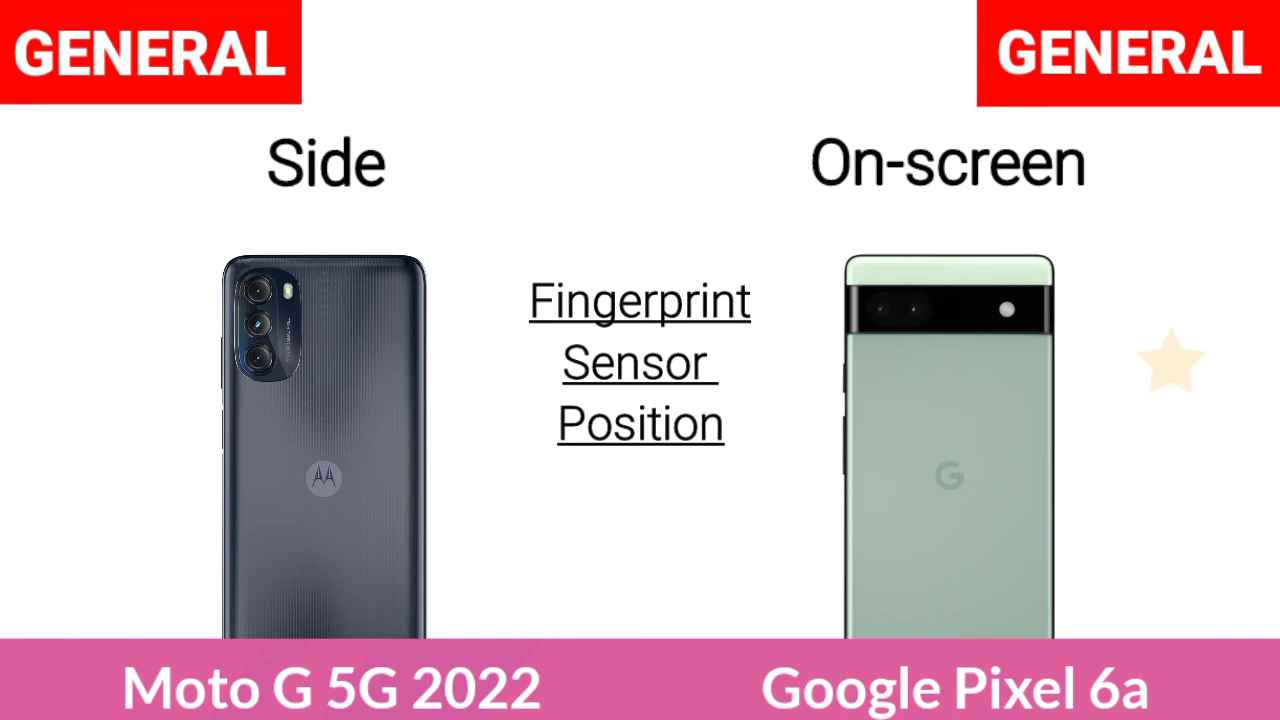 GENERAL
GENERAL
Side
On-screen
Fingerprint
Sensor
Position
Moto G 5G 2022
Google Pixel 6a